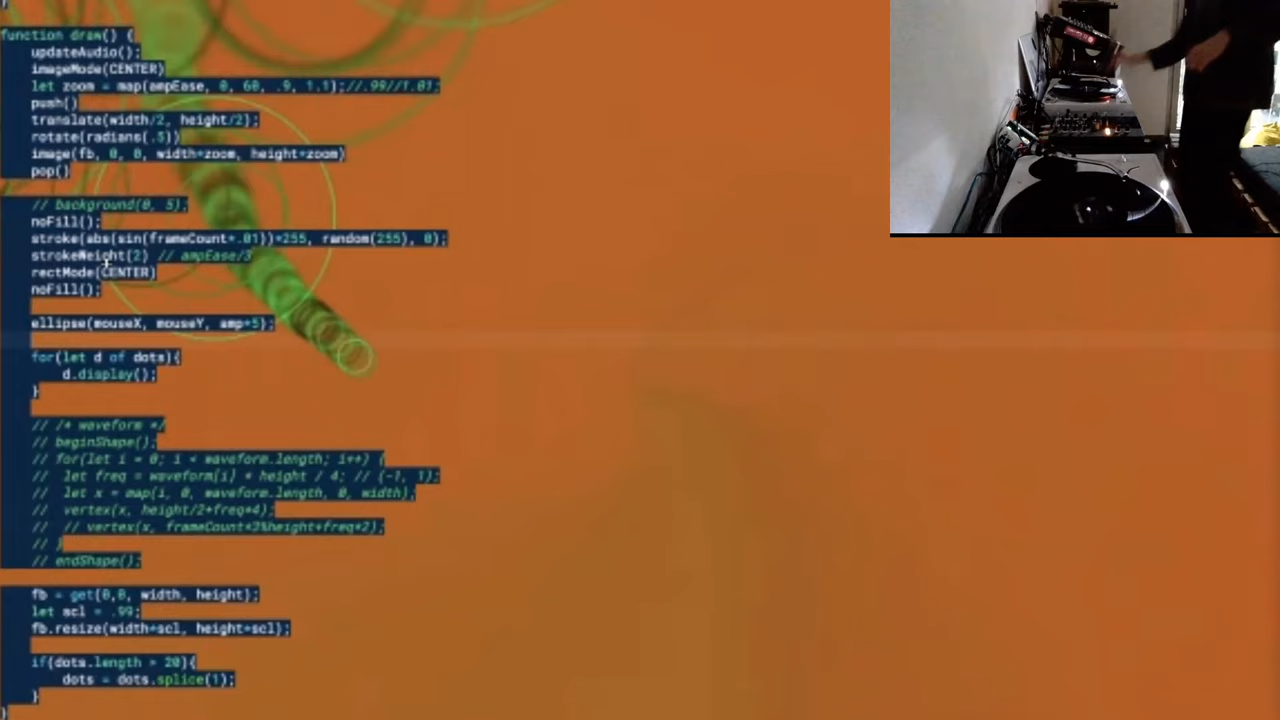 }
function draw() {
updateAudio();
imageMode(CENTER)
let zoom = map(ampEase, 0, 60, .9, 1.1);//.99//1.01;
push()
translate(width/2, height/2);
rotate(radians(.5))
image(fb, 0, 0, width*zoom, height*zoom)
pop()
// background(0, 5);
noFill();
stroke(abs(sin(frameCount*.01))*255, random(255), 0);
strokeWeight(2) // ampEase/3
rectMode(CENTER)
noFill();
ellipse(mouseX, mouseY, amp*5);
for(let d of dots){
d.display();
}
// /* waveform */
// beginShape();
// for(let i = 0; i < waveform.length; i++) {
// let freq = waveform[i] * height / 4; // (-1, 1);
// let x = map(i, 0, waveform.length, 0, width);
// vertex(x, height/2+freq*4);
// // vertex(x, frameCount*3%height+freq*2);
// }
// endShape();
fb = get(0,0, width, height);
let scl = .99;
fb.resize(width*scl, height*scl);
if(dots.length > 20){
dots = dots.splice(1);
}
}